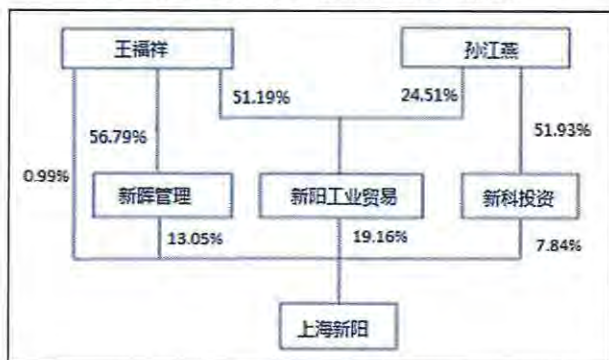 王福祥
孙江燕
51.19%
24.51%
56.79%
51.93%
0.99%
新晖管理
新阳工业贸易
新科投资
13.05%
19.16%
7.84%
上海新阳